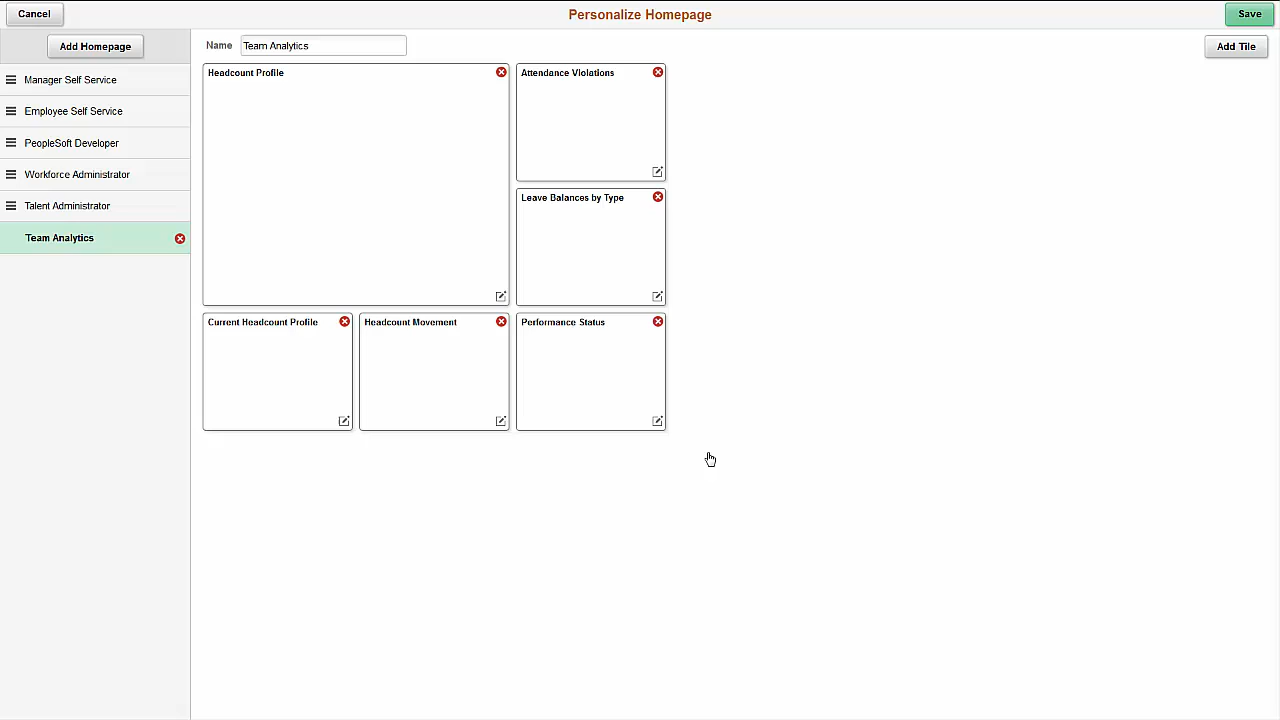 Cancel
Personalize Homepage
Save
Add Homepage
Name
Team Analytics
Add Tile
Manager Self Service
Employee Self Service
PeopleSoft Developer
Workforce Administrator
Talent Administrator
Team Analytics
Headcount Profile
Attendance Violations
Leave Balances by Type
Current Headcount Profile
Headcount Movement
Performance Status